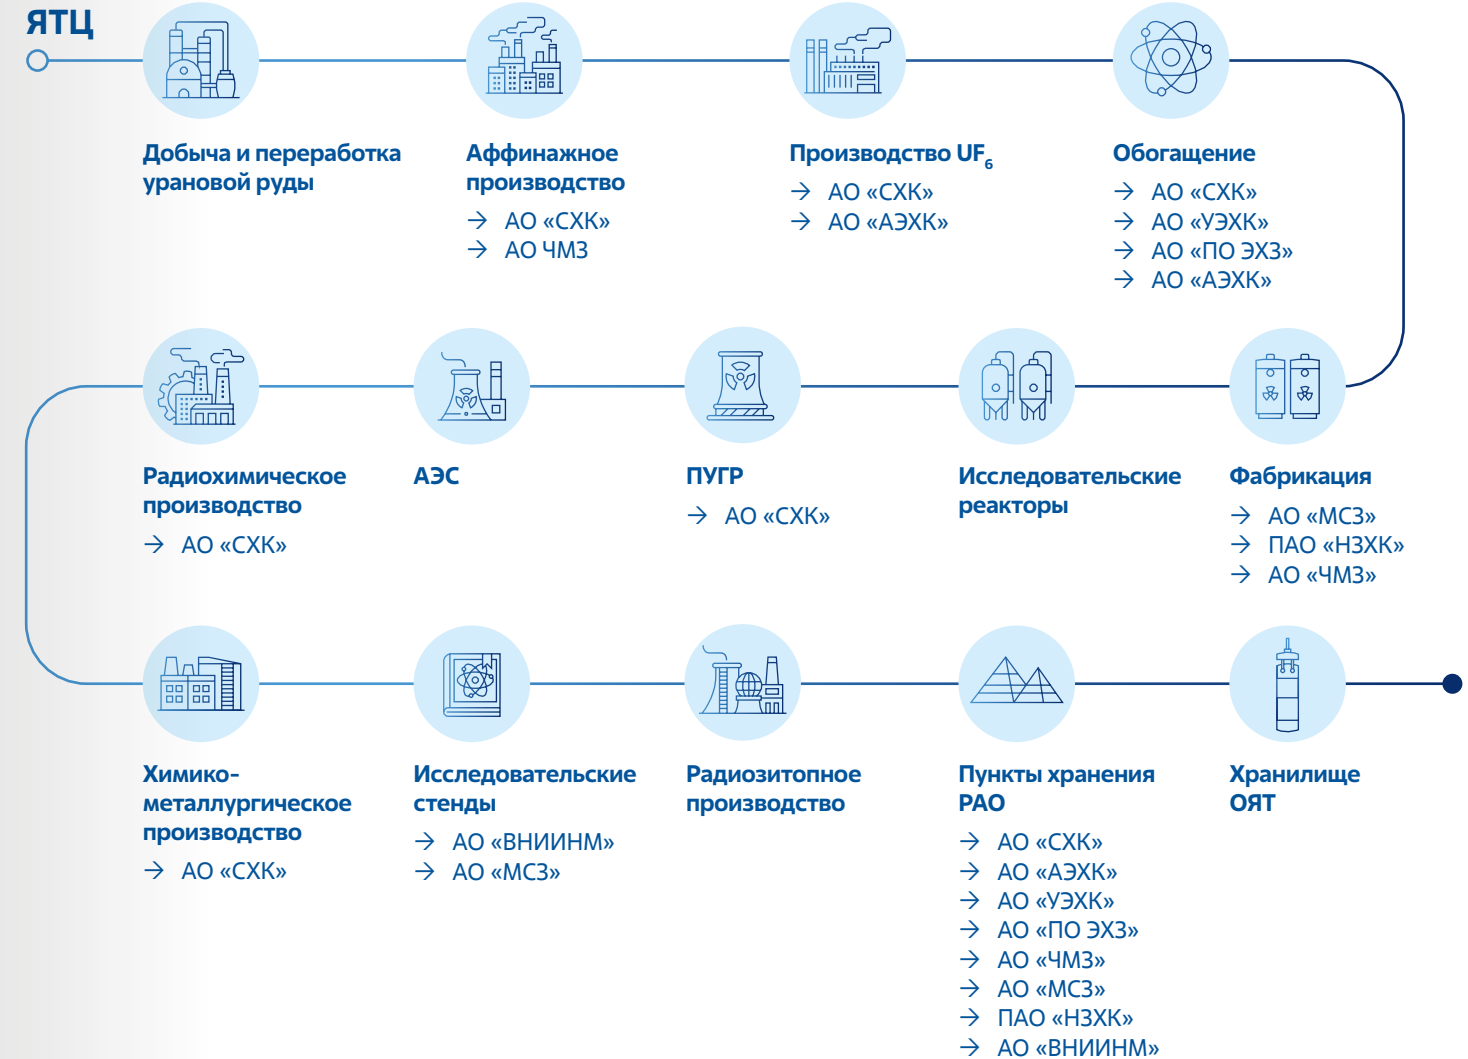 ЯТЦ
Добыча и переработка
урановой руды
Аффинажное
производство
→ АО «СХК»
→ АО ЧМЗ
Производство UF₆
→ АО «СХК»
→ АО «АЭХК»
Обогащение
→ АО «СХК»
→ АО «УЭХК»
→ АО «ПО ЭХЗ»
→ АО «АЭХК»
Радиохимическое
производство
→ АО «СХК»
АЭС
ПУГР
→ АО «СХК»
Исследовательские
реакторы
Фабрикация
→ АО «МСЗ»
→ ПАО «НЗХК»
→ АО «ЧМЗ»
Химико-
металлургическое
производство
→ АО «СХК»
Исследовательские
стенды
→ АО «ВНИИНМ»
→ АО «МСЗ»
Радиозитопное
производство
Пункты хранения
РАО
→ АО «СХК»
→ АО «АЭХК»
→ АО «УЭХК»
→ АО «ПО ЭХЗ»
→ АО «ЧМЗ»
→ АО «МСЗ»
→ ПАО «НЗХК»
→ АО «ВНИИНМ»
Хранилище
ОЯТ